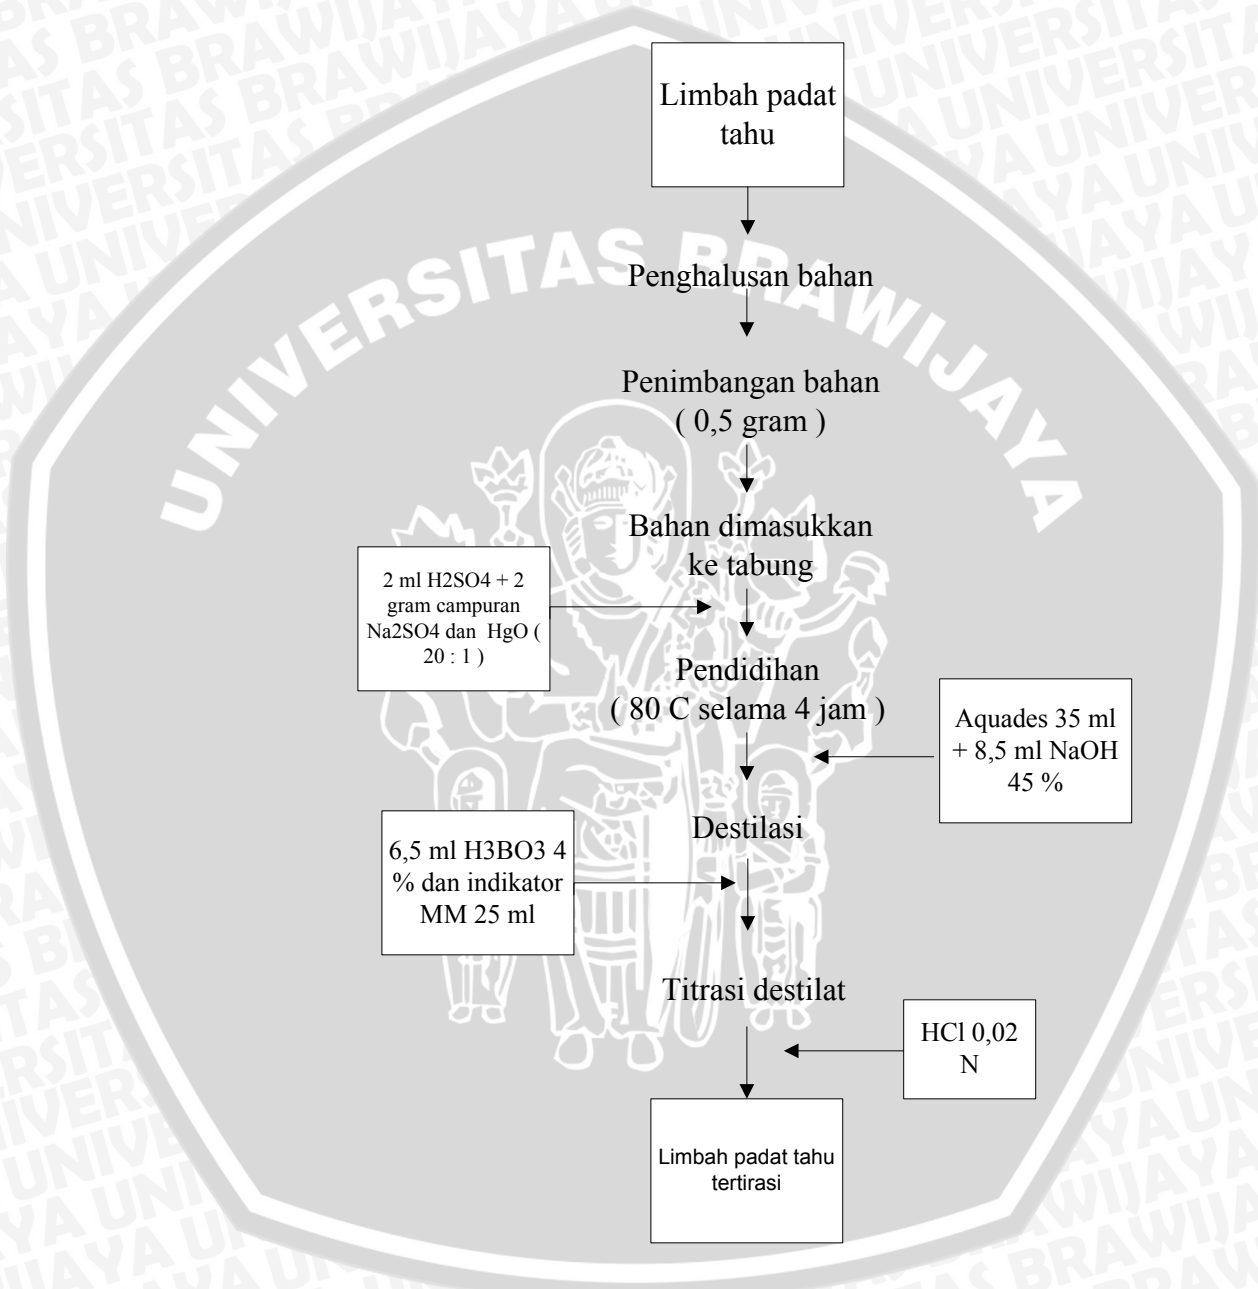 UNIVERSITAS BRAWIJAYA
Limbah padat
tahu
Penghalusan bahan
Penimbangan bahan
( 0,5 gram )
Bahan dimasukkan
ke tabung
2 ml H2SO4 + 2
gram campuran
Na2SO4 dan HgO (
20 : 1 )
Pendidihan
( 80 C selama 4 jam )
Aquades 35 ml
+ 8,5 ml NaOH
45 %
Destilasi
6,5 ml H3BO3 4
% dan indikator
MM 25 ml
Titrasi destilat
HCl 0,02
N
Limbah padat tahu
tertirasi